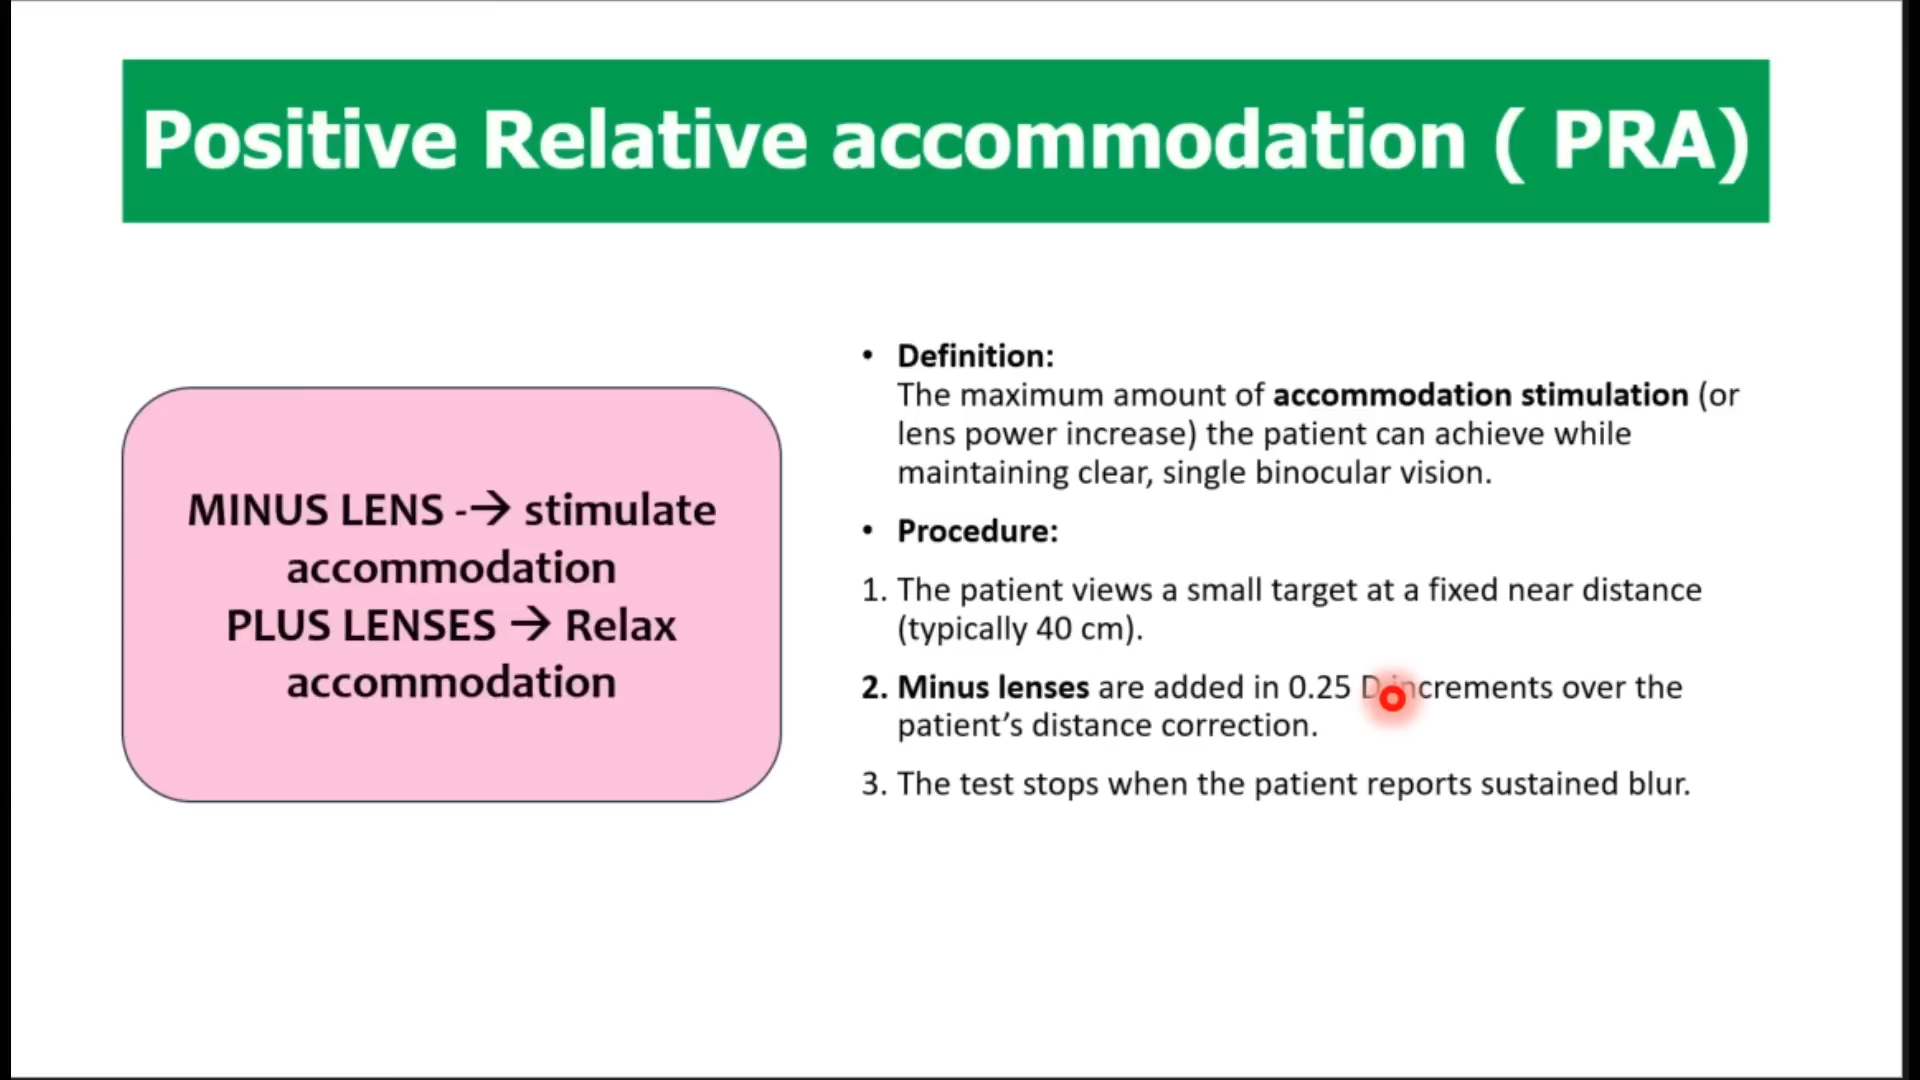 Positive Relative accommodation ( PRA)
MINUS LENS -→ stimulate
accommodation
PLUS LENSES → Relax
accommodation
• Definition:
The maximum amount of accommodation stimulation (or
lens power increase) the patient can achieve while
maintaining clear, single binocular vision.
• Procedure:
1. The patient views a small target at a fixed near distance
(typically 40 cm).
2. Minus lenses are added in 0.25 D increments over the
patient’s distance correction.
3. The test stops when the patient reports sustained blur.